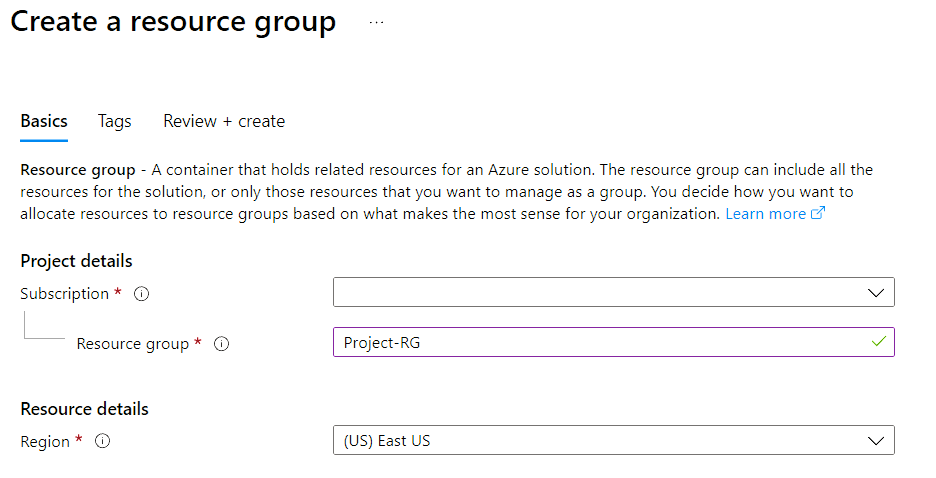 Create a resource group ...
Basics Tags Review + create
Resource group - A container that holds related resources for an Azure solution. The resource group can include all the
resources for the solution, or only those resources that you want to manage as a group. You decide how you want to
allocate resources to resource groups based on what makes the most sense for your organization. Learn more
Project details
Subscription *
Resource group * Project-RG
Resource details
Region * (US) East US